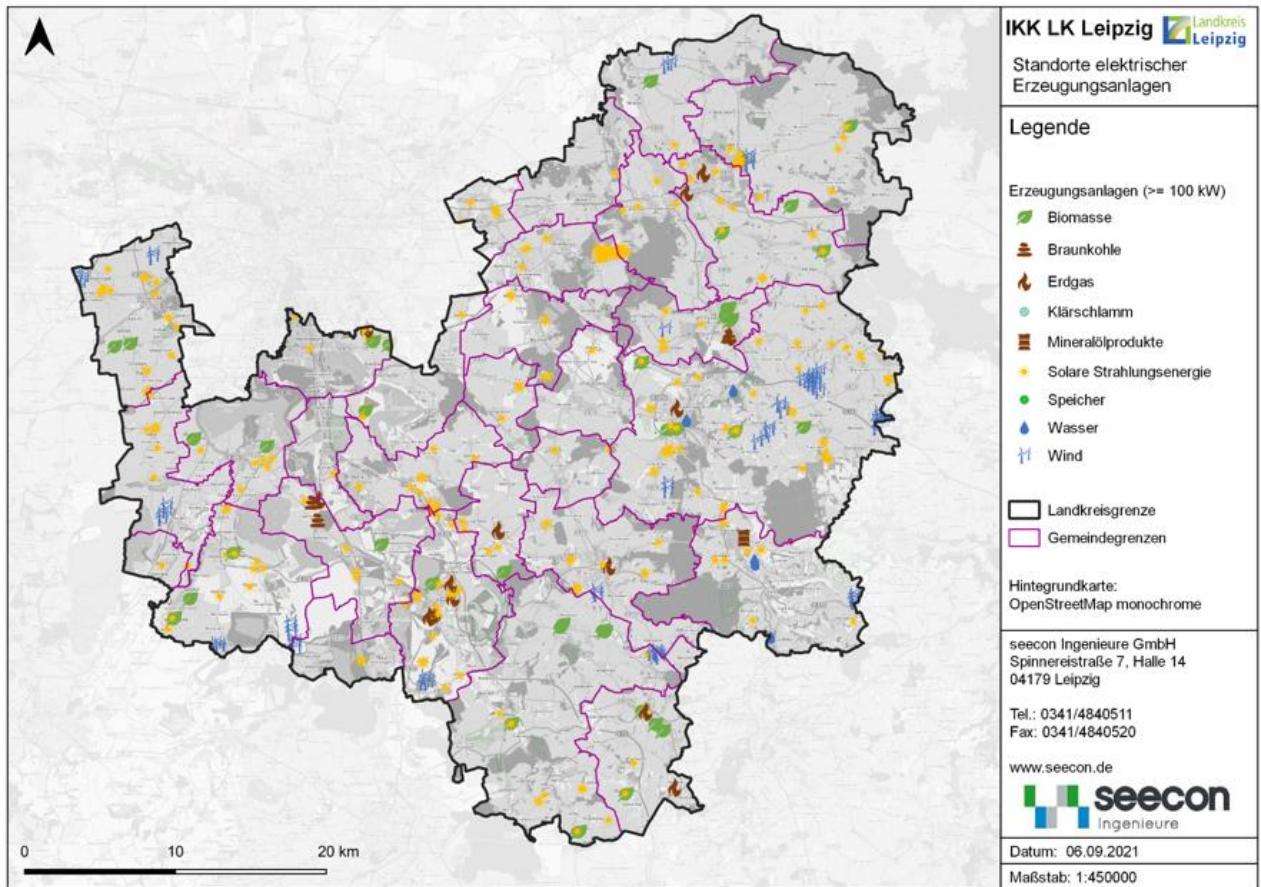 IKK LK Leipzig
Landkreis
Leipzig
Standorte elektrischer
Erzeugungsanlagen
Legende
Erzeugungsanlagen (>= 100 kW)
Biomasse
Braunkohle
Erdgas
Klärschlamm
Mineralölprodukte
Solare Strahlungsenergie
Speicher
Wasser
Wind
Landkreisgrenze
Gemeindegrenzen
Hintegrundkarte:
OpenStreetMap monochrome
seecon Ingenieure GmbH
Spinnereistraße 7, Halle 14
04179 Leipzig
Tel.: 0341/4840511
Fax: 0341/4840520
www.seecon.de
seecon
Ingenieure
Datum: 06.09.2021
Maßstab: 1:450000
0 10 20 km